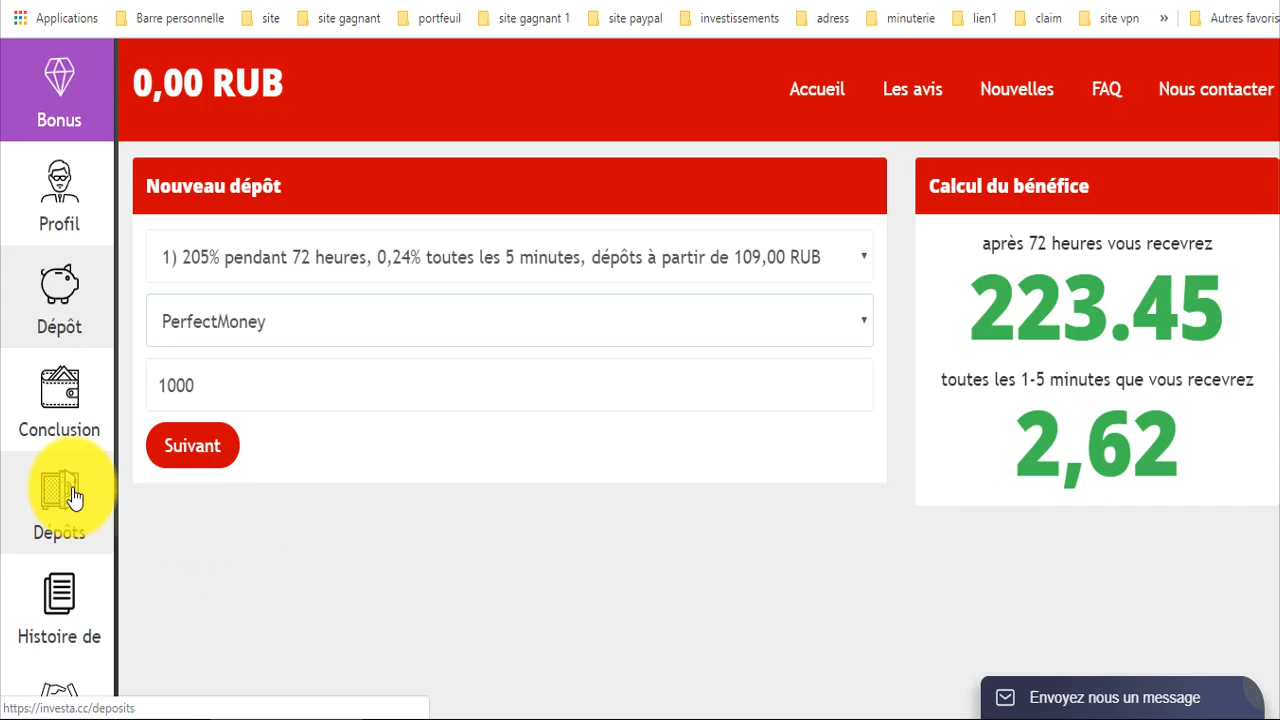 Applications Barre personnelle site site gagnant portfeuil site gagnant 1 site paypal investissements adress minuterie lien1 claim site vpn » Autres favoris
0,00 RUB
Accueil Les avis Nouvelles FAQ Nous contacter
Bonus
Profil
Dépôt
Conclusion
Dépôts
Histoire de
Nouveau dépôt
1) 205% pendant 72 heures, 0,24% toutes les 5 minutes, dépôts à partir de 109,00 RUB
PerfectMoney
1000
Suivant
Calcul du bénéfice
après 72 heures vous recevrez
223.45
toutes les 1-5 minutes que vous recevrez
2,62
Envoyez nous un message
https://investa.cc/deposits